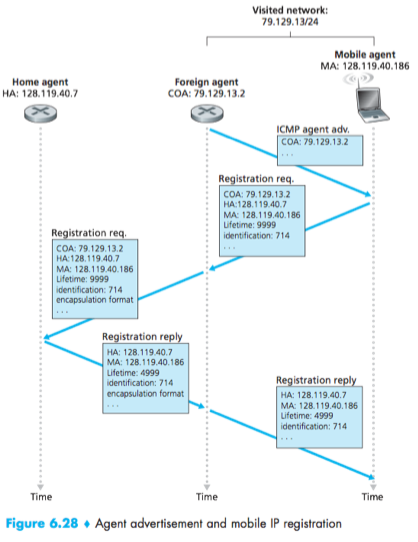 Visited network:
79.129.13/24
Mobile agent
MA: 128.119.40.186
Home agent
HA: 128.119.40.7
Foreign agent
COA: 79.129.13.2
ICMP agent adv.
COA: 79.129.13.2
. . .
Registration req.
COA: 79.129.13.2
HA:128.119.40.7
MA: 128.119.40.186
Lifetime: 9999
identification: 714
. . .
Registration req.
COA: 79.129.13.2
HA:128.119.40.7
MA: 128.119.40.186
Lifetime: 9999
identification: 714
encapsulation format
. . .
Registration reply
HA: 128.119.40.7
MA: 128.119.40.186
Lifetime: 4999
identification: 714
encapsulation format
. . .
Registration reply
HA: 128.119.40.7
MA: 128.119.40.186
Lifetime: 4999
identification: 714
. . .
Time
Time
Time
Figure 6.28 ♦ Agent advertisement and mobile IP registration